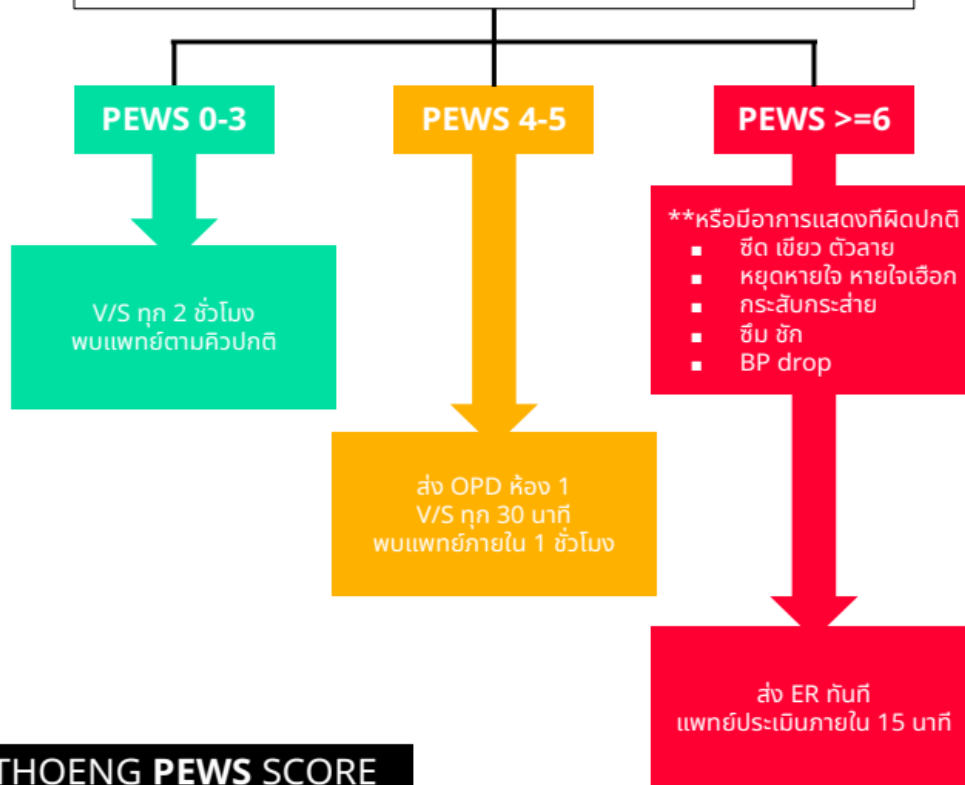 PEWS 0-3
PEWS 4-5
PEWS >=6
**หรือมีอาการแสดงที่ผิดปกติ
▪ ซีด เขียว ตัวลาย
▪ หยุดหายใจ หายใจเฮือก
▪ กระสับกระส่าย
▪ ซึม ชัก
▪ BP drop
V/S ทุก 2 ชั่วโมง
พบแพทย์ตามคิวปกติ
ส่ง OPD ห้อง 1
V/S ทุก 30 นาที
พบแพทย์ภายใน 1 ชั่วโมง
ส่ง ER ทันที
แพทย์ประเมินภายใน 15 นาที
THOENG PEWS SCORE